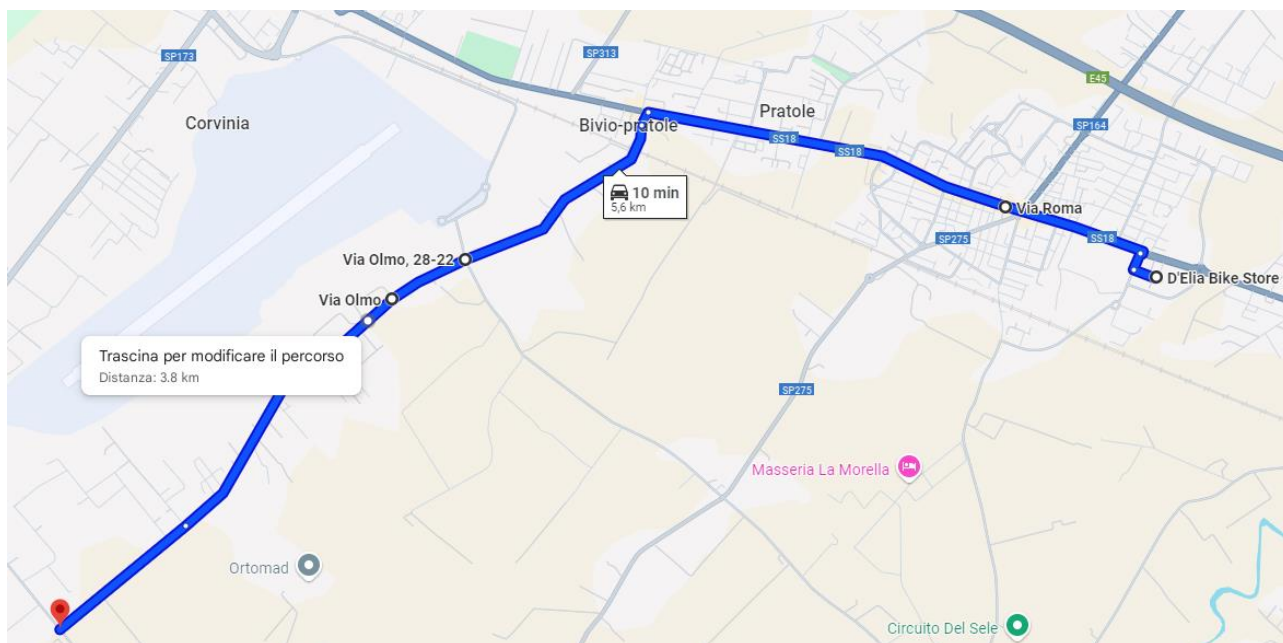 E45
SP173
SP313
Corvinia
Pratole
Bivio-pratole
SP164
SS18
SS18
10 min
5,6 km
Via Roma
SP275
SS18
Via Olmo, 28-22
D'Elia Bike Store
Via Olmo
Trascina per modificare il percorso
Distanza: 3.8 km
SP275
Masseria La Morella
Ortomad
Circuito Del Sele